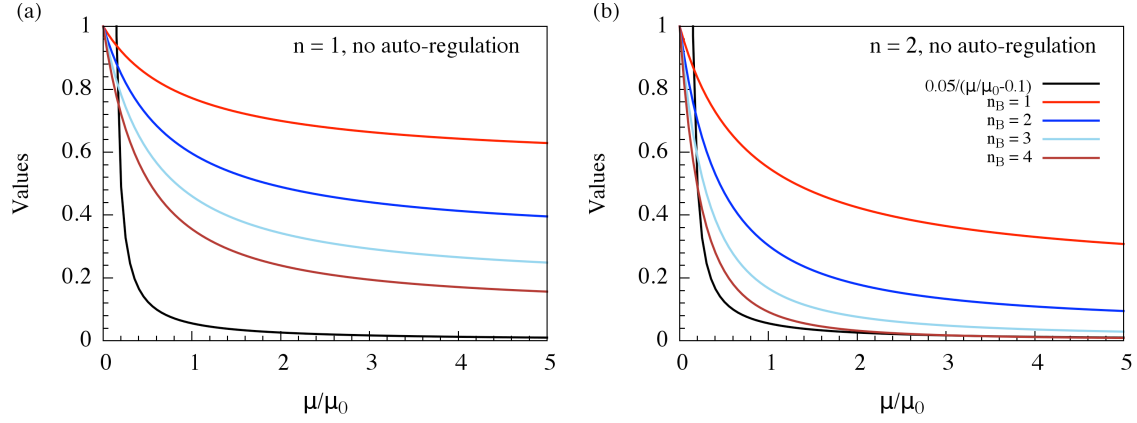 (a)
n = 1, no auto-regulation
1
0.8
0.6
0.4
0.2
0
0
1
2
3
4
5
Values
μ/μ0
(b)
n = 2, no auto-regulation
0.05/(μ/μ0-0.1)
nB = 1
nB = 2
nB = 3
nB = 4
1
0.8
0.6
0.4
0.2
0
0
1
2
3
4
5
Values
μ/μ0